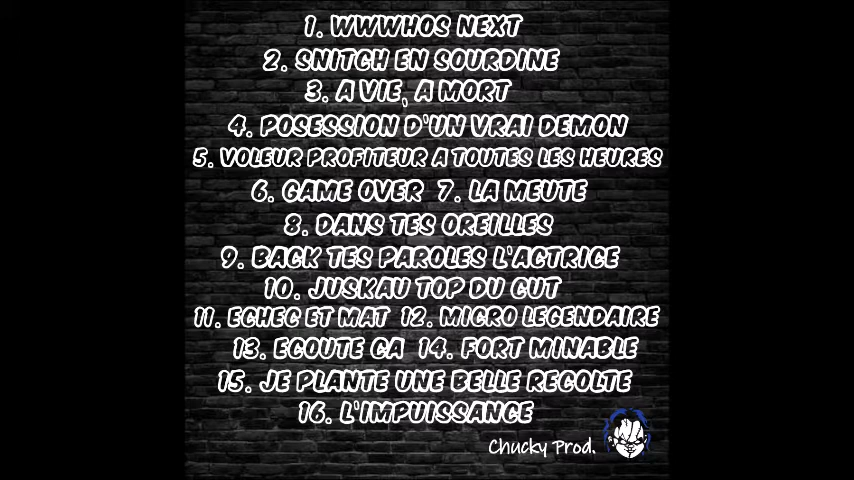 1. WWWHOS NEXT
2. SNITCH EN SOURDINE
3. A VIE, A MORT
4. POSESSION D'UN VRAI DEMON
5. VOLEUR PROFITEUR A TOUTES LES HEURES
6. GAME OVER 7. LA MEUTE
8. DANS TES OREILLES
9. BACK TES PAROLES L'ACTRICE
10. JUSKAU TOP DU CUT
11. ECHEC ET MAT 12. MICRO LEGENDAIRE
13. ECOUTE CA 14. FORT MINABLE
15. JE PLANTE UNE BELLE RECOLTE
16. L'IMPUISSANCE
Chucky Prod.